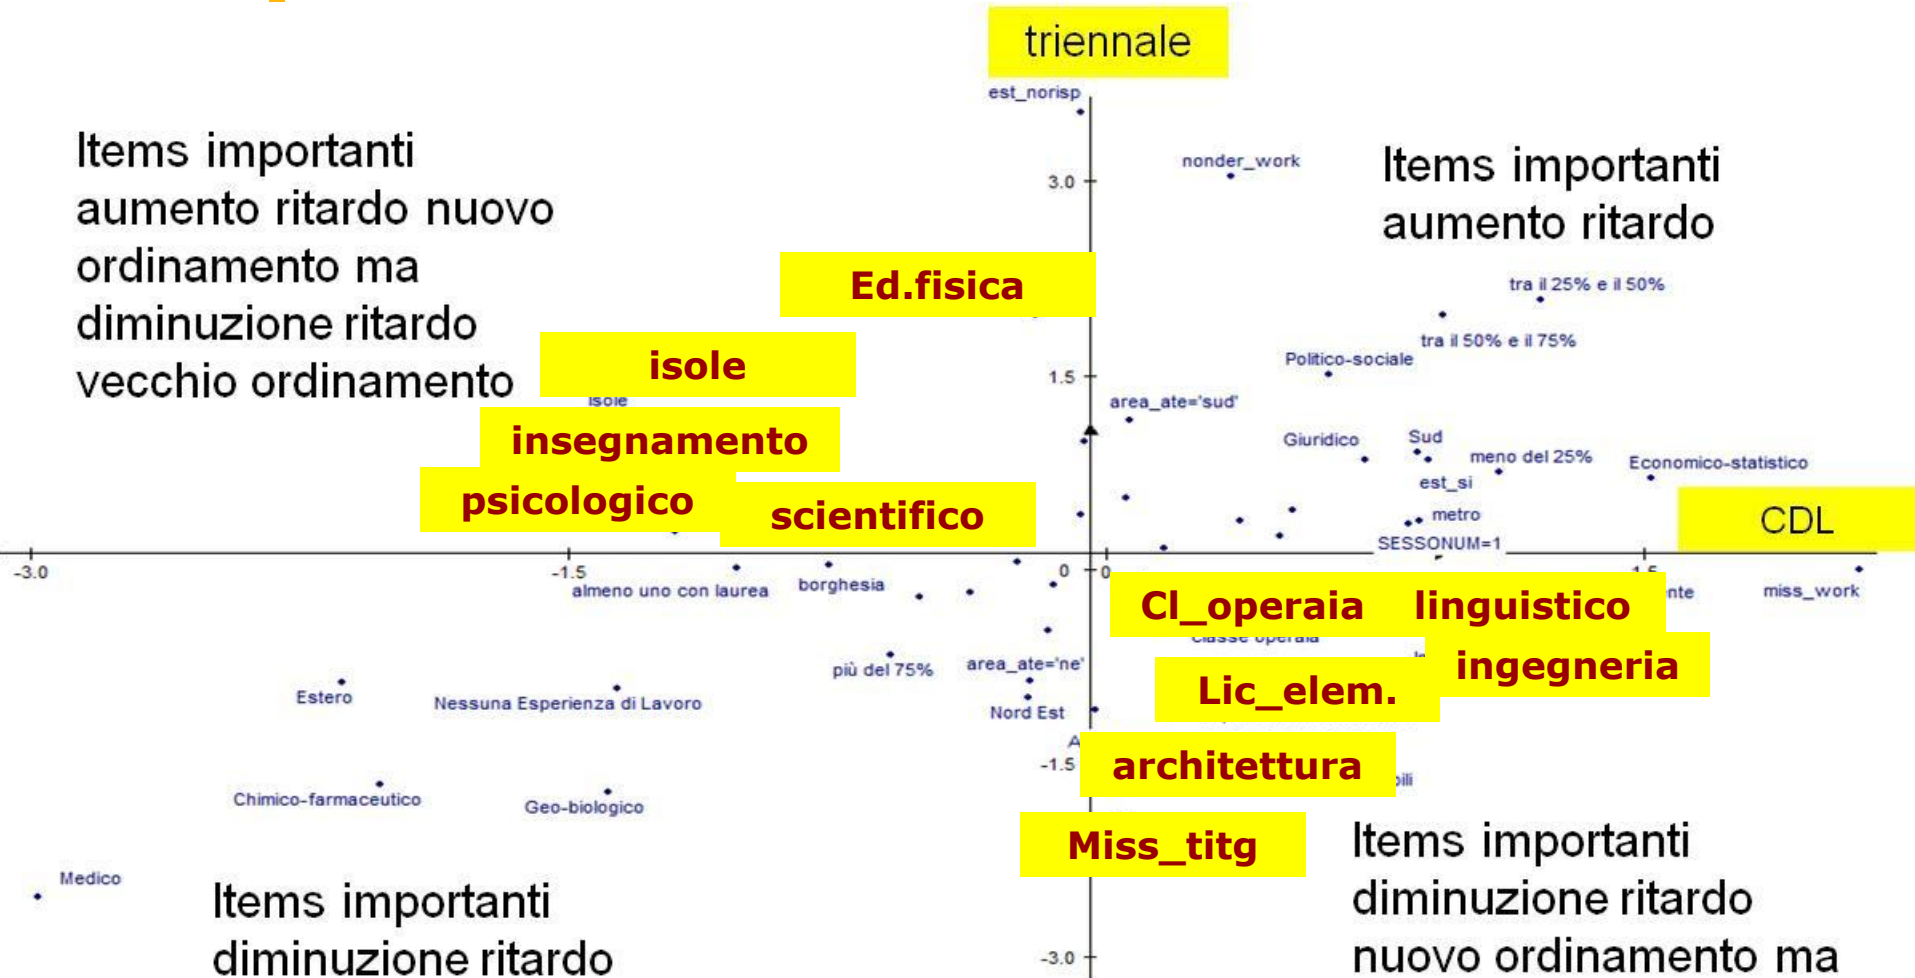 triennale
est_norisp
Items importanti
aumento ritardo nuovo
ordinamento ma
diminuzione ritardo
vecchio ordinamento
nonder_work
3.0
Items importanti
aumento ritardo
Ed.fisica
tra il 25% e il 50%
tra il 50% e il 75%
isole
Politico-sociale
1.5
isole
area_ate='sud'
insegnamento
Giuridico
Sud
meno del 25%
Economico-statistico
est_si
psicologico
scientifico
metro
CDL
SESSONUM=1
-3.0
-1.5
0
0
1.5
almeno uno con laurea
borghesia
Cl_operaia
linguistico
miss_work
classe operaia
più del 75%
area_ate='ne'
ingegneria
Estero
Nessuna Esperienza di Lavoro
Lic_elem.
Nord Est
A
-1.5
architettura
Chimico-farmaceutico
Geo-biologico
Miss_titg
Items importanti
diminuzione ritardo
nuovo ordinamento ma
Medico
Items importanti
diminuzione ritardo
-3.0